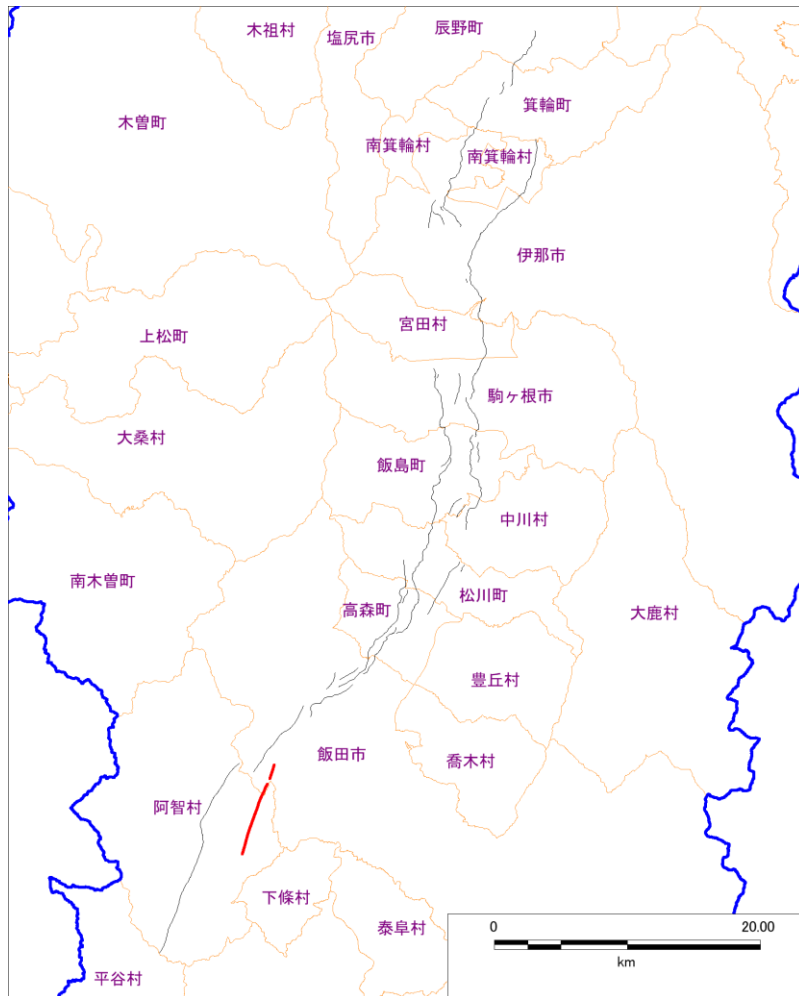 木祖村
塩尻市
辰野町
木曽町
箕輪町
南箕輪村
南箕輪村
伊那市
上松町
宮田村
駒ヶ根市
大桑村
飯島町
中川村
南木曽町
高森町
松川町
大鹿村
豊丘村
飯田市
喬木村
阿智村
下條村
泰阜村
平谷村
0
20.00
km